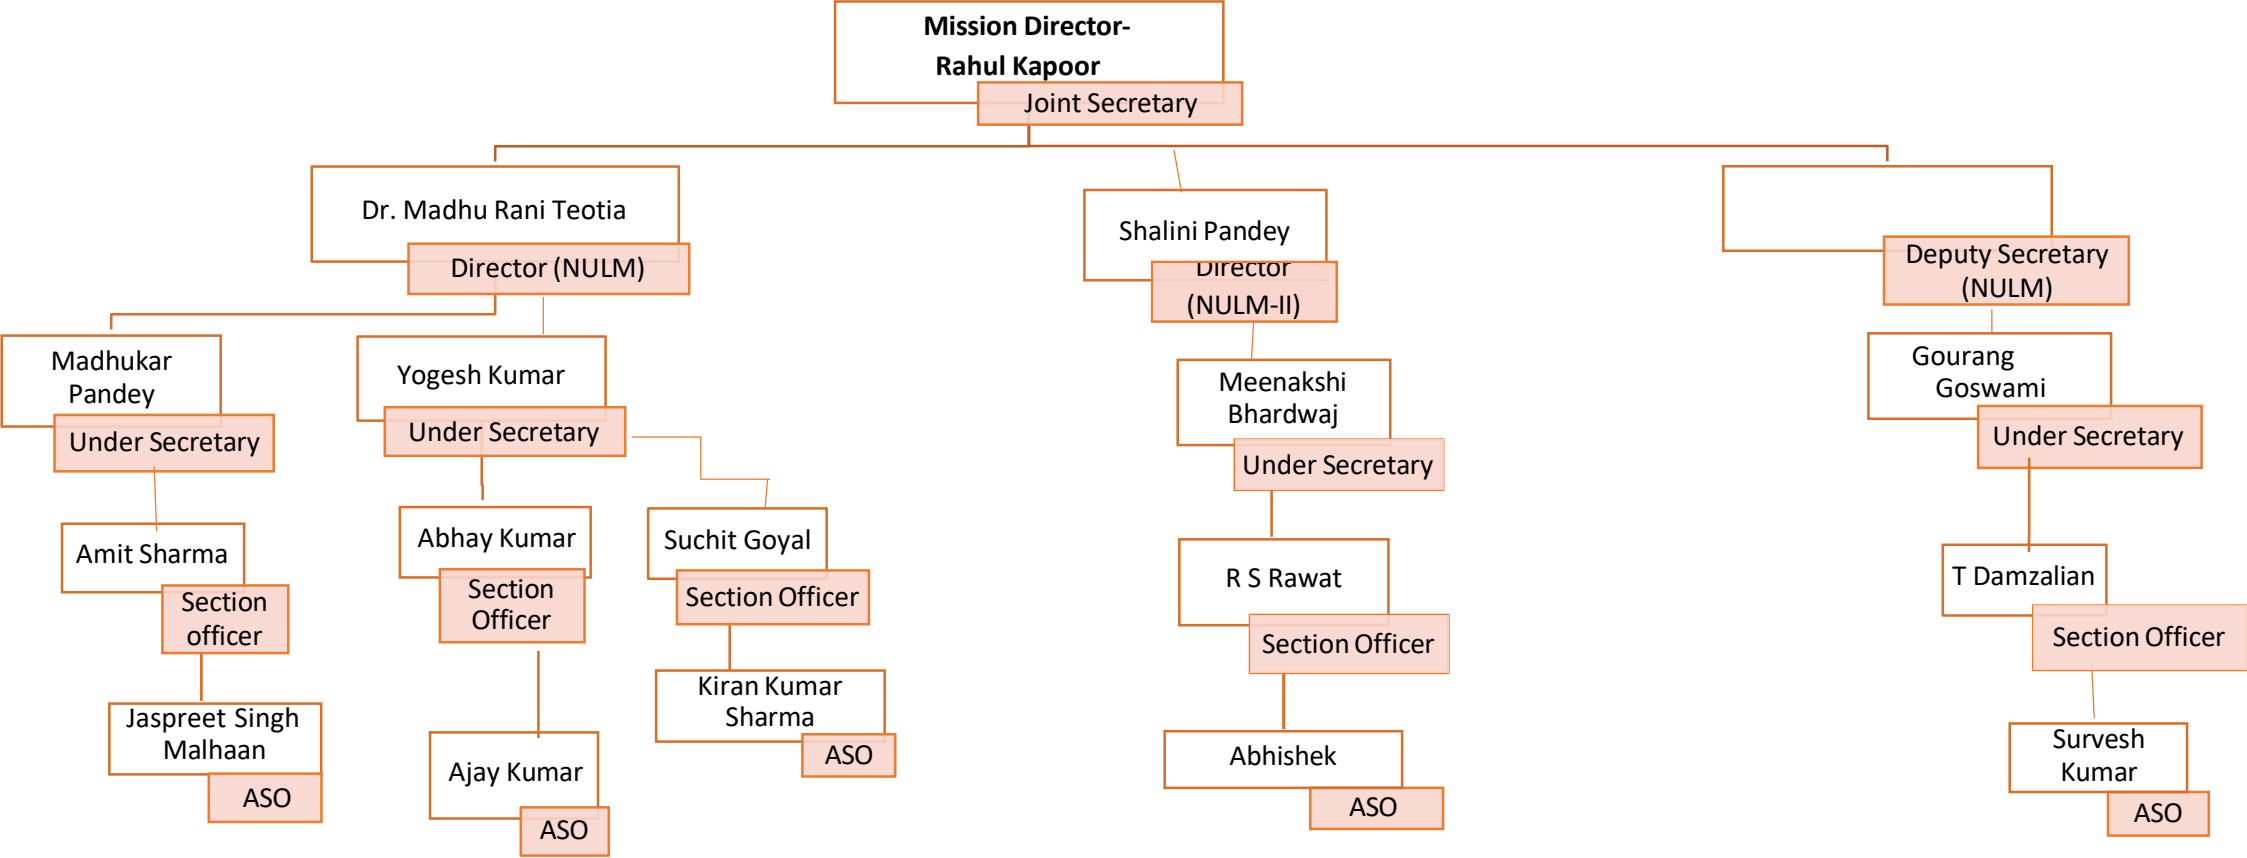 Mission Director-
Rahul Kapoor
Joint Secretary
Dr. Madhu Rani Teotia
Director (NULM)
Shalini Pandey
Director
(NULM-II)
Deputy Secretary
(NULM)
Madhukar
Pandey
Under Secretary
Yogesh Kumar
Under Secretary
Meenakshi
Bhardwaj
Under Secretary
Gourang
Goswami
Under Secretary
Amit Sharma
Section
officer
Abhay Kumar
Section
Officer
Suchit Goyal
Section Officer
R S Rawat
Section Officer
T Damzalian
Section Officer
Jaspreet Singh
Malhaan
ASO
Ajay Kumar
ASO
Kiran Kumar
Sharma
ASO
Abhishek
ASO
Survesh
Kumar
ASO